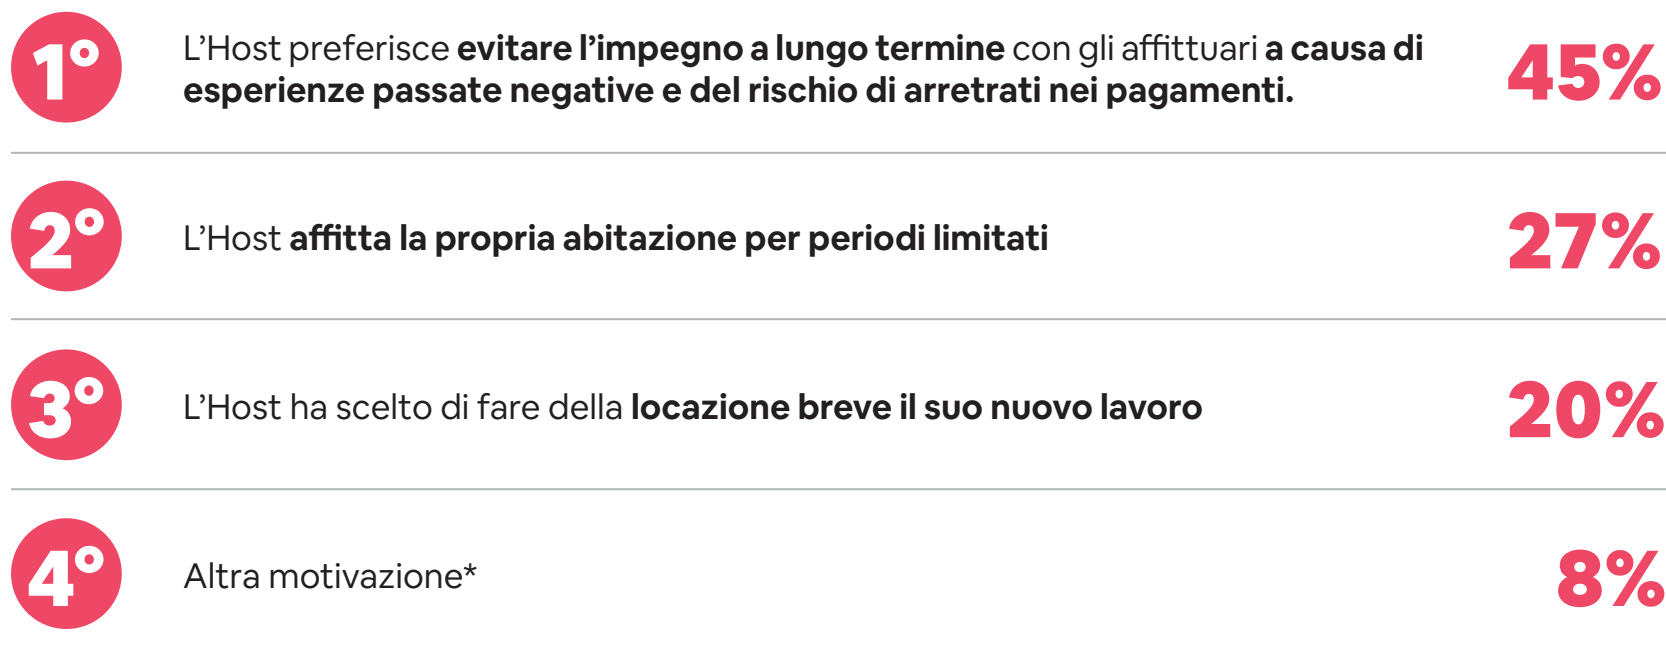 1°
L’Host preferisce evitare l’impegno a lungo termine con gli affittuari a causa di
esperienze passate negative e del rischio di arretrati nei pagamenti.
45%
2°
L’Host affitta la propria abitazione per periodi limitati
27%
3°
L’Host ha scelto di fare della locazione breve il suo nuovo lavoro
20%
4°
Altra motivazione*
8%